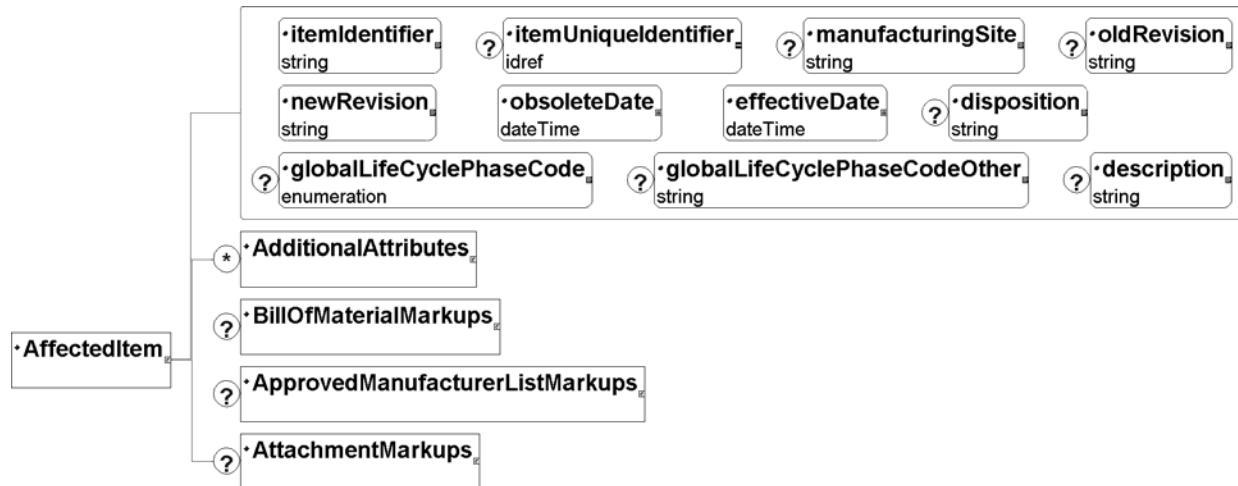 itemIdentifier
string
? itemUniqueIdentifier
idref
? manufacturingSite
string
? oldRevision
string
newRevision
string
obsoleteDate
dateTime
effectiveDate
dateTime
? disposition
string
? globalLifeCyclePhaseCode
enumeration
? globalLifeCyclePhaseCodeOther
string
? description
string
* AdditionalAttributes
? BillOfMaterialMarkups
AffectedItem
? ApprovedManufacturerListMarkups
? AttachmentMarkups